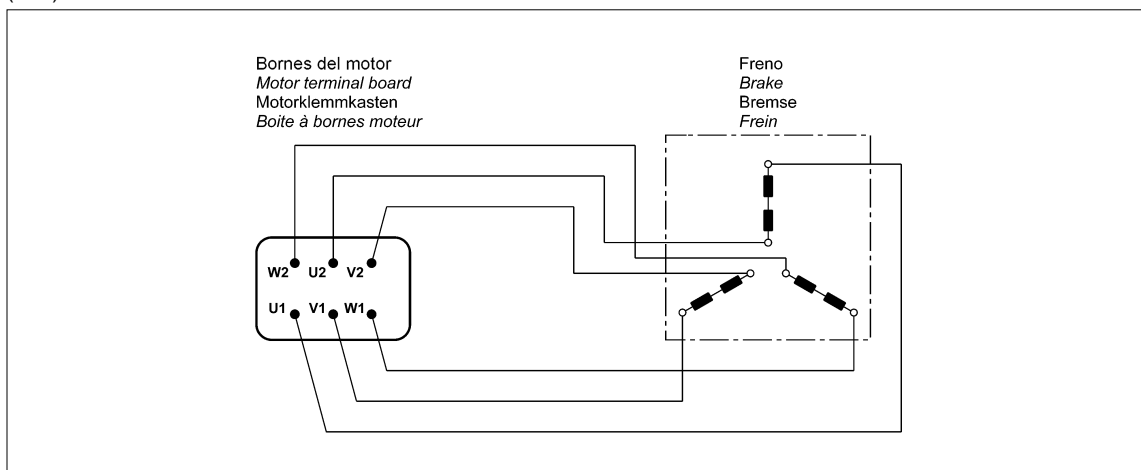 Bornes del motor
Motor terminal board
Motorklemmkasten
Boite à bornes moteur
Freno
Brake
Bremse
Frein
W2 U2 V2
U1 V1 W1